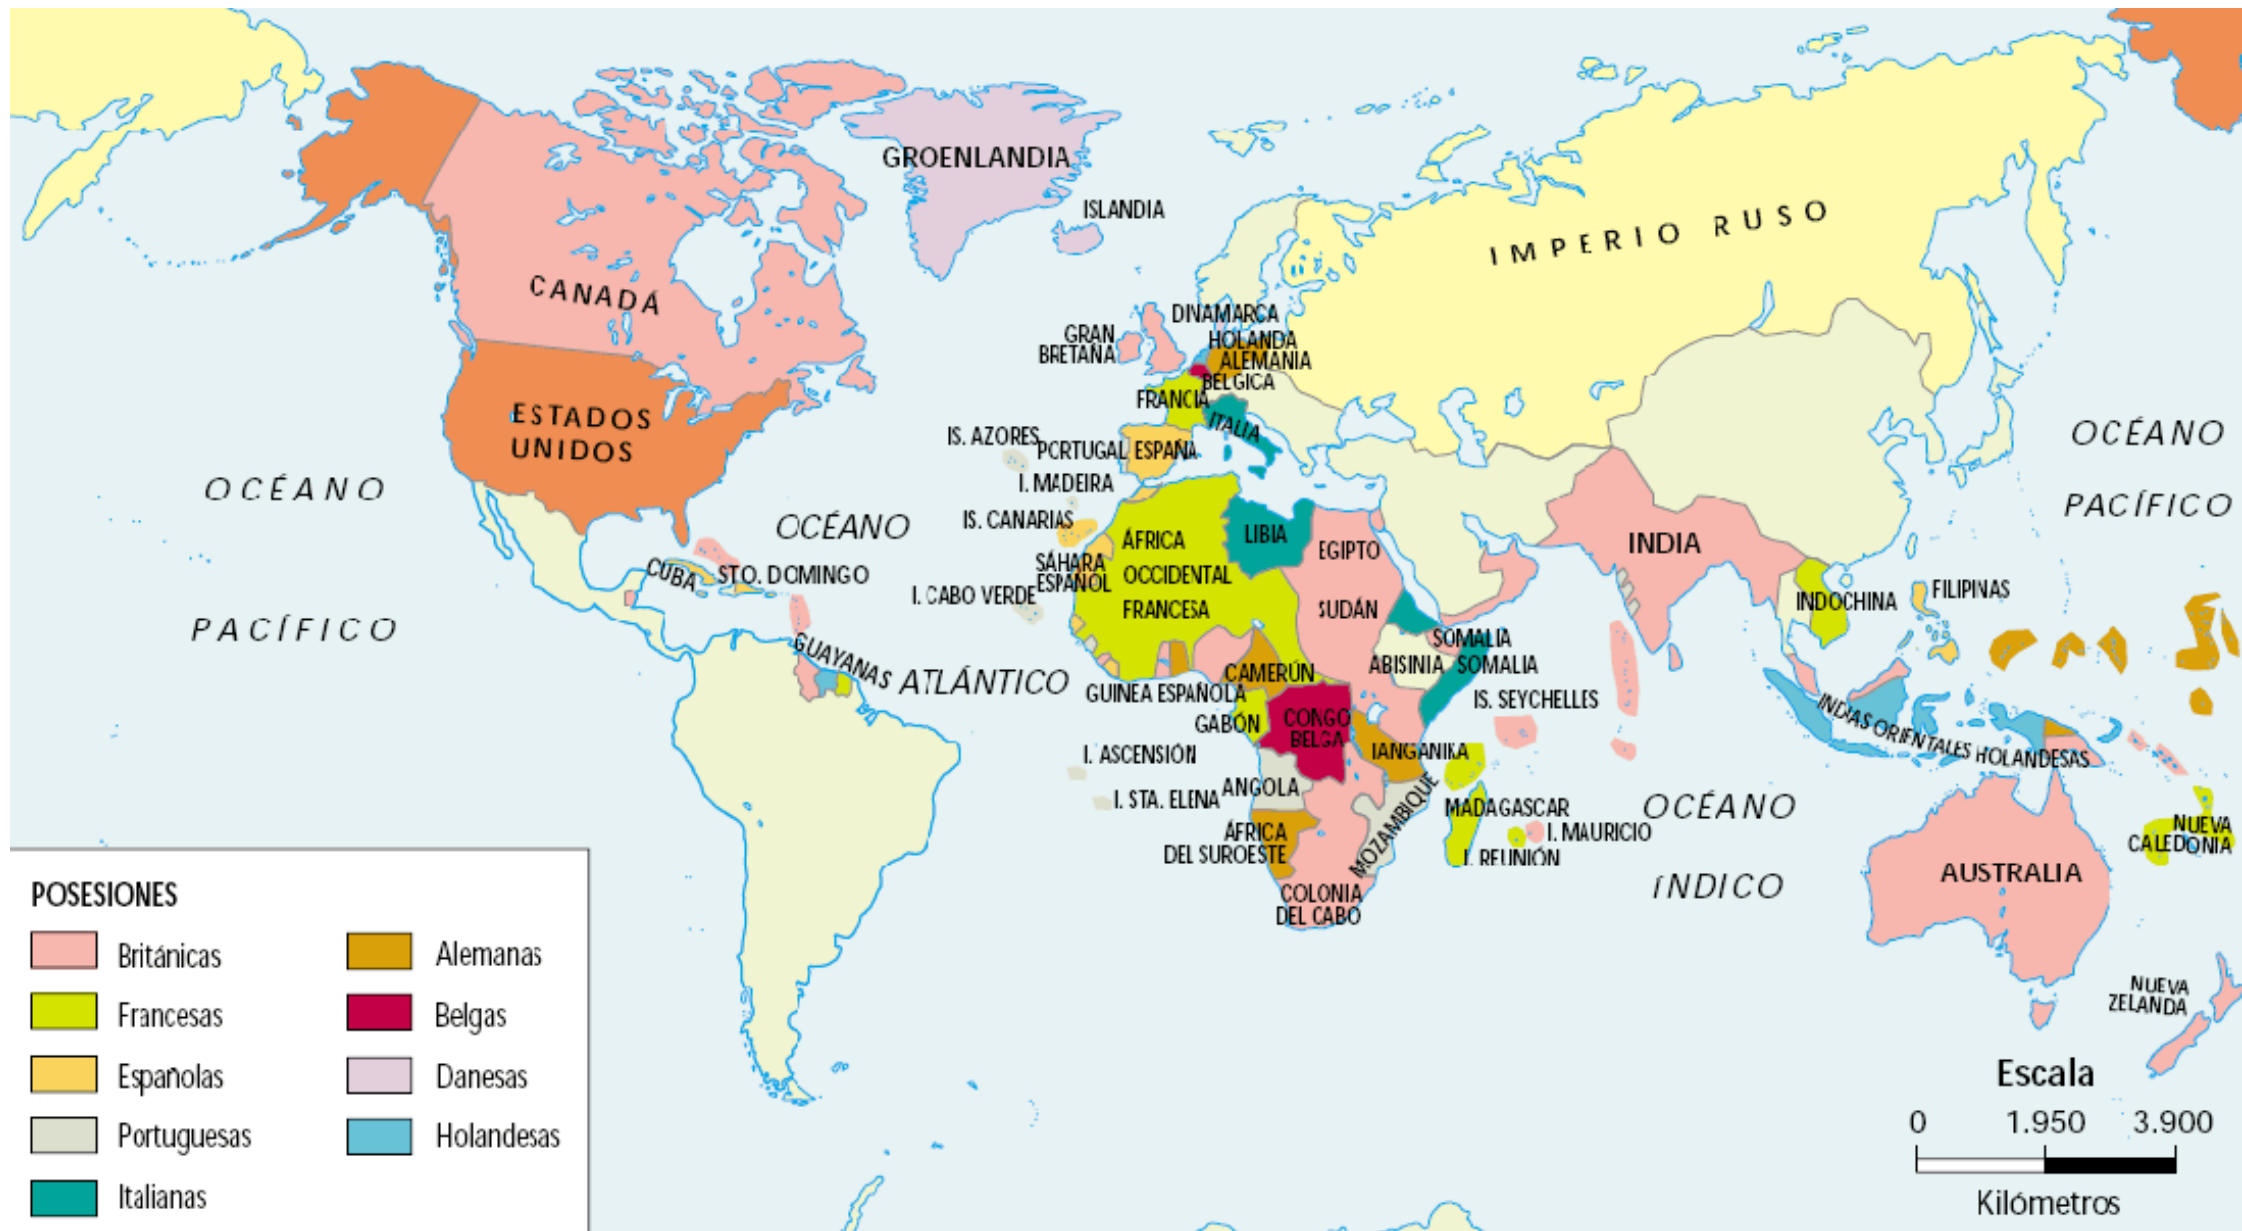 GROENLANDIA
ISLANDIA
IMPERIO RUSO
CANADÁ
DINAMARCA
GRAN
BRETAÑA
HOLANDA
ALEMANIA
BELGICA
FRANCIA
ITALIA
ESTADOS
UNIDOS
IS. AZORES
PORTUGAL
ESPAÑA
I. MADEIRA
OCÉANO
PACÍFICO
OCÉANO
ATLÁNTICO
OCÉANO
PACÍFICO
IS. CANARIAS
ÁFRICA
OCCIDENTAL
FRANCESA
LIBIA
EGIPTO
INDIA
SÁHARA
ESPAÑOL
CUBA
STO. DOMINGO
I. CABO VERDE
SUDÁN
INDOCHINA
FILIPINAS
GUAYANAS
SOMALIA
ABISINIA
SOMALIA
CAMERÚN
GUINEA ESPAÑOLA
GABÓN
CONGO
BELGA
IS. SEYCHELLES
INDIAS ORIENTALES HOLANDESAS
TANGANIKA
I. ASCENSIÓN
ANGOLA
I. STA. ELENA
MOZAMBIQUE
MADAGASCAR
I. MAURICIO
I. REUNIÓN
OCÉANO
ÍNDICO
ÁFRICA
DEL SUROESTE
NUEVA
CALEDONIA
COLONIA
DEL CABO
AUSTRALIA
NUEVA
ZELANDA
POSESIONES
Británicas
Francesas
Españolas
Portuguesas
Italianas
Alemanas
Belgas
Danesas
Holandesas
Escala
0 1.950 3.900
Kilómetros